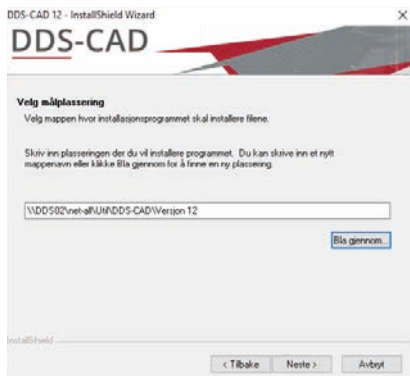 DDS-CAD 12 - InstallShield Wizard
DDS-CAD
Velg målplassering
Velg mappen hvor installasjonsprogrammet skal installere filene.
Skriv inn plasseringen der du vil installere programmet. Du kan skrive inn et nytt
mappenavn eller klikke Bla gjennom for å finne en ny plassering.
\\DDS02\net-all\Util\DDS-CAD\Versjon 12
Bla gjennom...
InstallShield
< Tilbake
Neste >
Avbryt